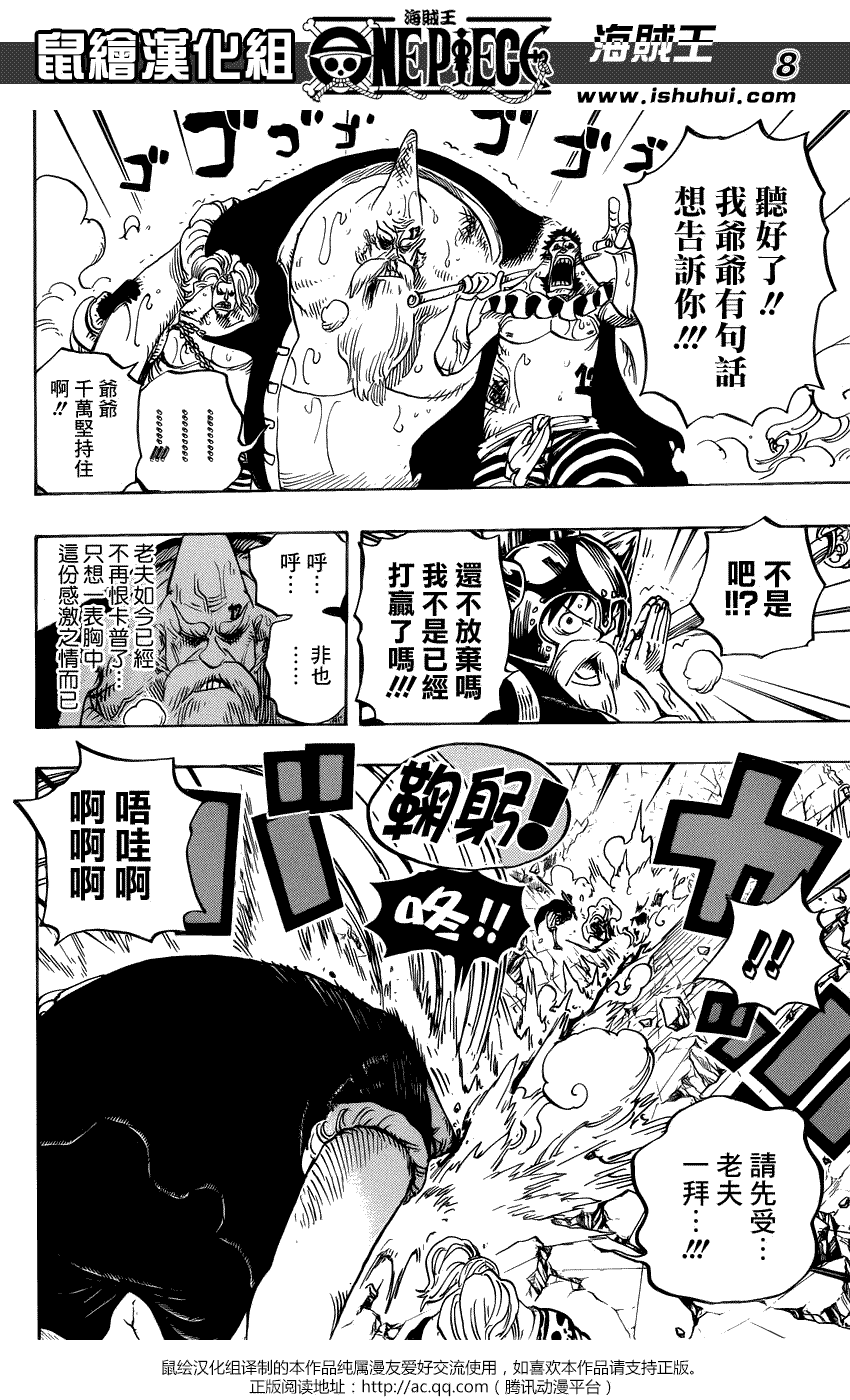 鼠繪漢化組
海賊王
ONE PIECE
海賊王
8
www.ishuhui.com
聽好了!!
我爺爺有句話
想告訴你!!!
ゴゴゴゴゴゴ
爺爺
千萬堅持住
啊!!
不是
吧!!?
還不放棄嗎
我不是已經
打贏了嗎!!!
呼…
呼…
非也
……
老夫如今已經
不再恨卡普了…
只想一表胸中
這份感激之情而已
鞠躬!
咚!!
唔哇啊
啊啊
啊啊
!!
請先受…
老夫
一拜…!!!
鼠绘汉化组译制的本作品纯属漫友爱好交流使用，如喜欢本作品请支持正版。
正版阅读地址：http://ac.qq.com（腾讯动漫平台）